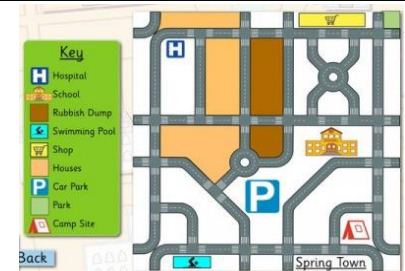 Key
H Hospital
School
Rubbish Dump
Swimming Pool
Shop
Houses
P Car Park
Park
Camp Site
Back
H
P
Spring Town